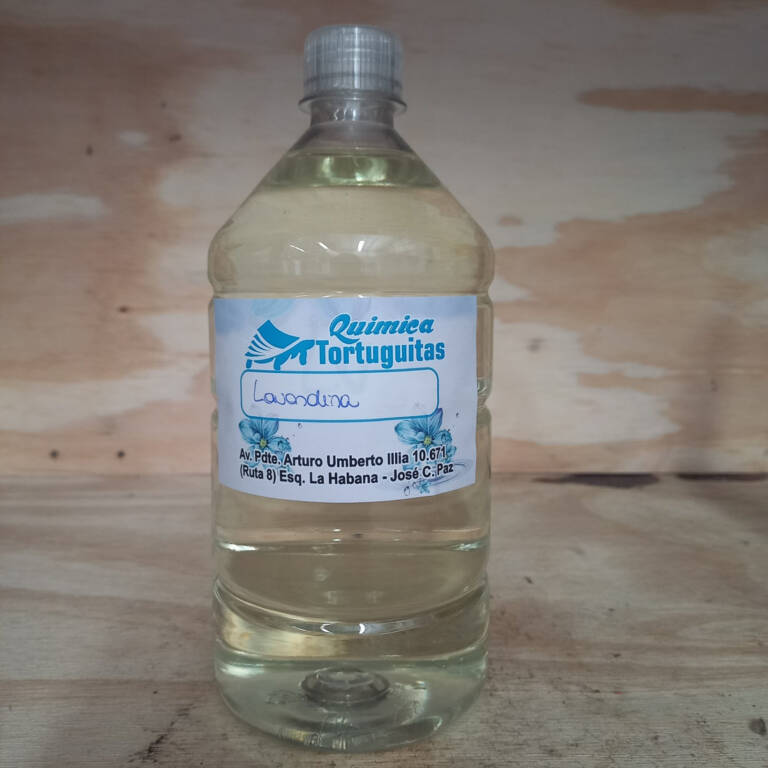 Quimica
Tortuguitas
Lavandina
Av. Pdte. Arturo Umberto Illia 10.671
(Ruta 8) Esq. La Habana - José C. Paz